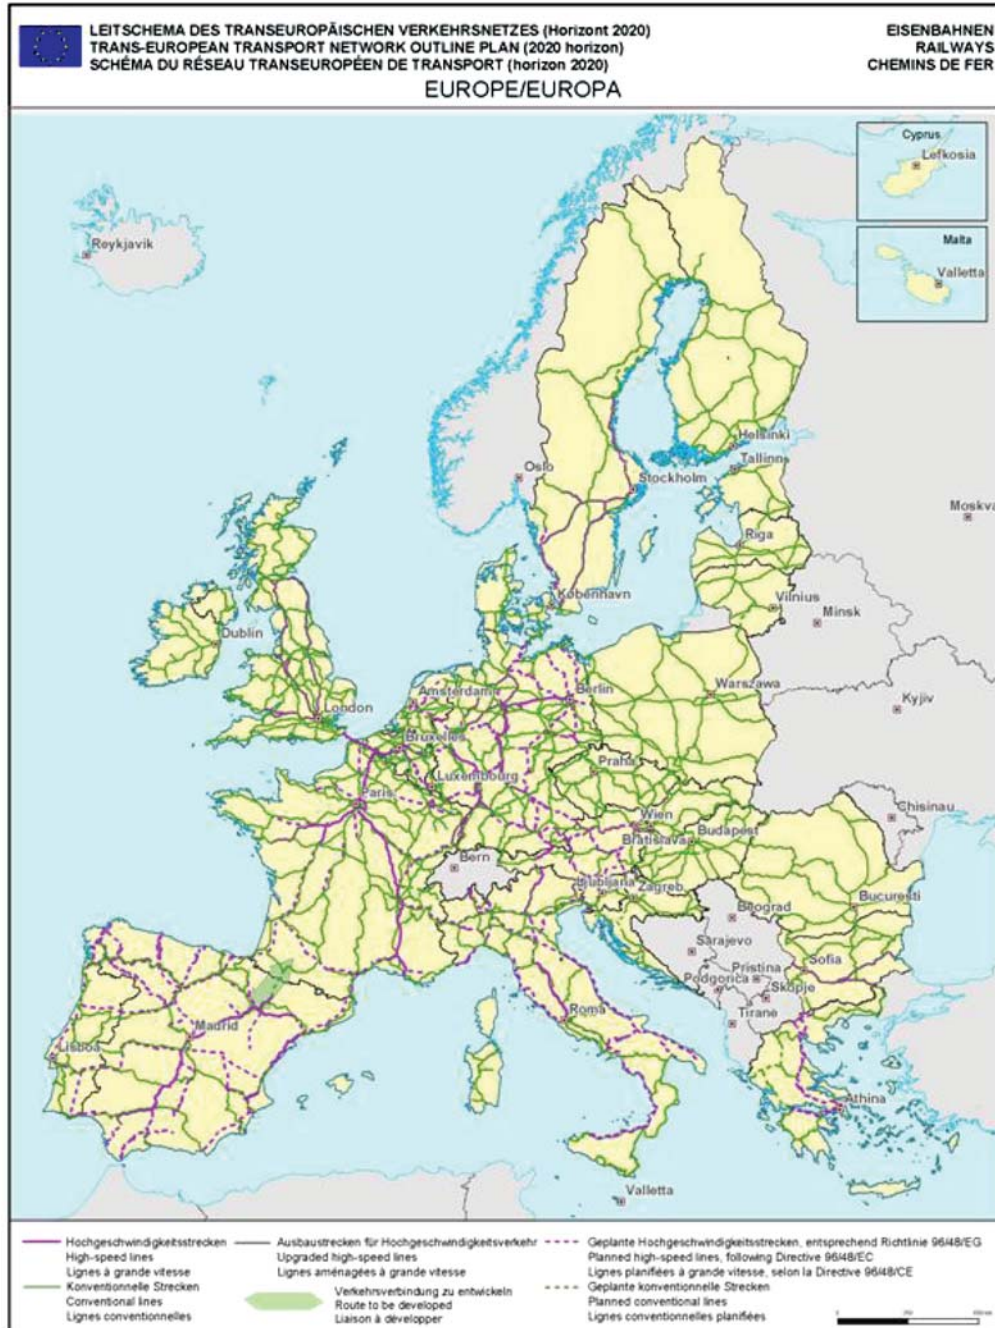 LEITSCHEMA DES TRANSEUROPÄISCHEN VERKEHRSNETZES (Horizont 2020)
TRANS-EUROPEAN TRANSPORT NETWORK OUTLINE PLAN (2020 horizon)
SCHÉMA DU RÉSEAU TRANSEUROPÉEN DE TRANSPORT (horizon 2020)
EISENBAHNEN
RAILWAYS
CHEMINS DE FER
EUROPE/EUROPA
Cyprus
Lefkosia
Malta
Valletta
Reykjavik
Helsinki
Tallinn
Oslo
Stockholm
Moskva
Riga
København
Vilnius
Minsk
Dublin
Amsterdam
Berlin
Warszawa
London
Kyjiv
Bruxelles
Praha
Luxembourg
Paris
Chisinau
Wien
Bratislava
Budapest
Bern
Ljubljana
Zagreb
Bucuresti
Beograd
Sarajevo
Sofia
Pristina
Podgorica
Skopje
Roma
Tirane
Madrid
Lisboa
Athina
Valletta
Hochgeschwindigkeitsstrecken
High-speed lines
Lignes à grande vitesse
Konventionelle Strecken
Conventional lines
Lignes conventionnelles
Ausbaustrecken für Hochgeschwindigkeitsverkehr
Upgraded high-speed lines
Lignes aménagées à grande vitesse
Verkehrsverbindung zu entwickeln
Route to be developed
Liaison à développer
Geplante Hochgeschwindigkeitsstrecken, entsprechend Richtlinie 96/48/EG
Planned high-speed lines, following Directive 96/48/EC
Lignes planifiées à grande vitesse, selon la Directive 96/48/CE
Geplante konventionelle Strecken
Planned conventional lines
Lignes conventionnelles planifiées